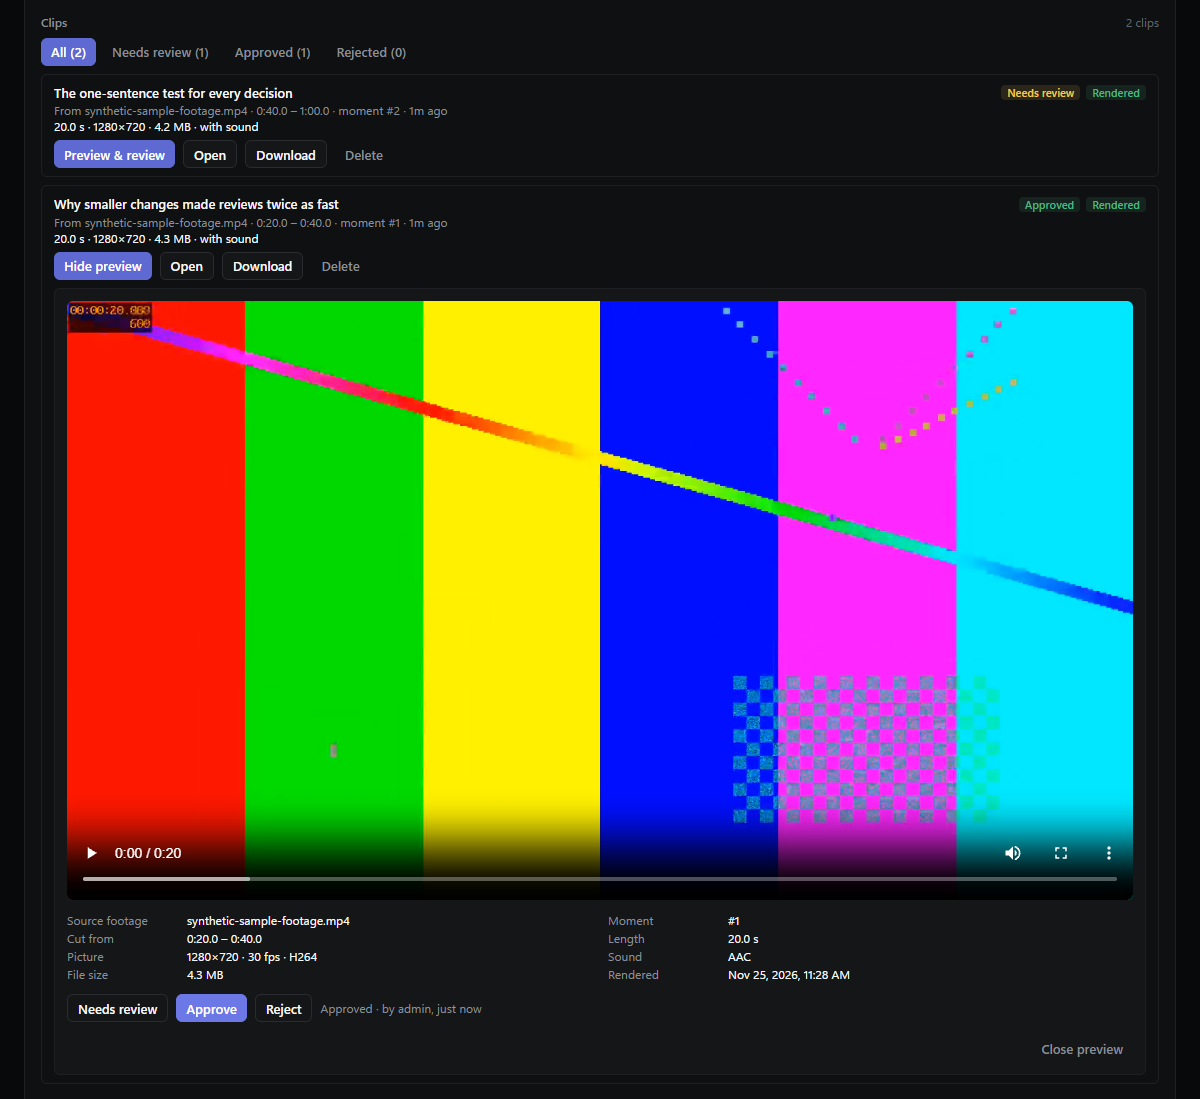 Clips
2 clips
All (2)
Needs review (1)
Approved (1)
Rejected (0)
The one-sentence test for every decision
Needs review
Rendered
From synthetic-sample-footage.mp4 · 0:40.0 – 1:00.0 · moment #2 · 1m ago
20.0 s · 1280×720 · 4.2 MB · with sound
Preview & review
Open
Download
Delete
Why smaller changes made reviews twice as fast
Approved
Rendered
From synthetic-sample-footage.mp4 · 0:20.0 – 0:40.0 · moment #1 · 1m ago
20.0 s · 1280×720 · 4.3 MB · with sound
Hide preview
Open
Download
Delete
600
0:00 / 0:20
Source footage
synthetic-sample-footage.mp4
Moment
#1
Cut from
0:20.0 – 0:40.0
Length
20.0 s
Picture
1280×720 · 30 fps · H264
Sound
AAC
File size
4.3 MB
Rendered
Nov 25, 2026, 11:28 AM
Needs review
Approve
Reject
Approved · by admin, just now
Close preview